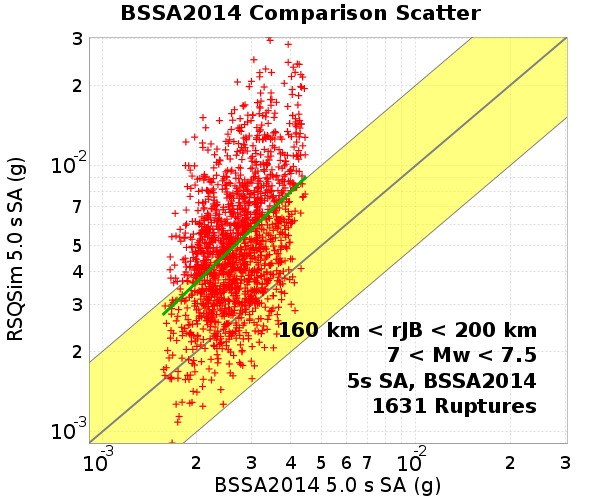 BSSA2014 Comparison Scatter
RSQSim 5.0 s SA (g)
3
2
10-2
7
5
4
3
2
10-3
160 km < rJB < 200 km
7 < Mw < 7.5
5s SA, BSSA2014
1631 Ruptures
10-3 2 3 4 5 6 7 10-2 2 3
BSSA2014 5.0 s SA (g)